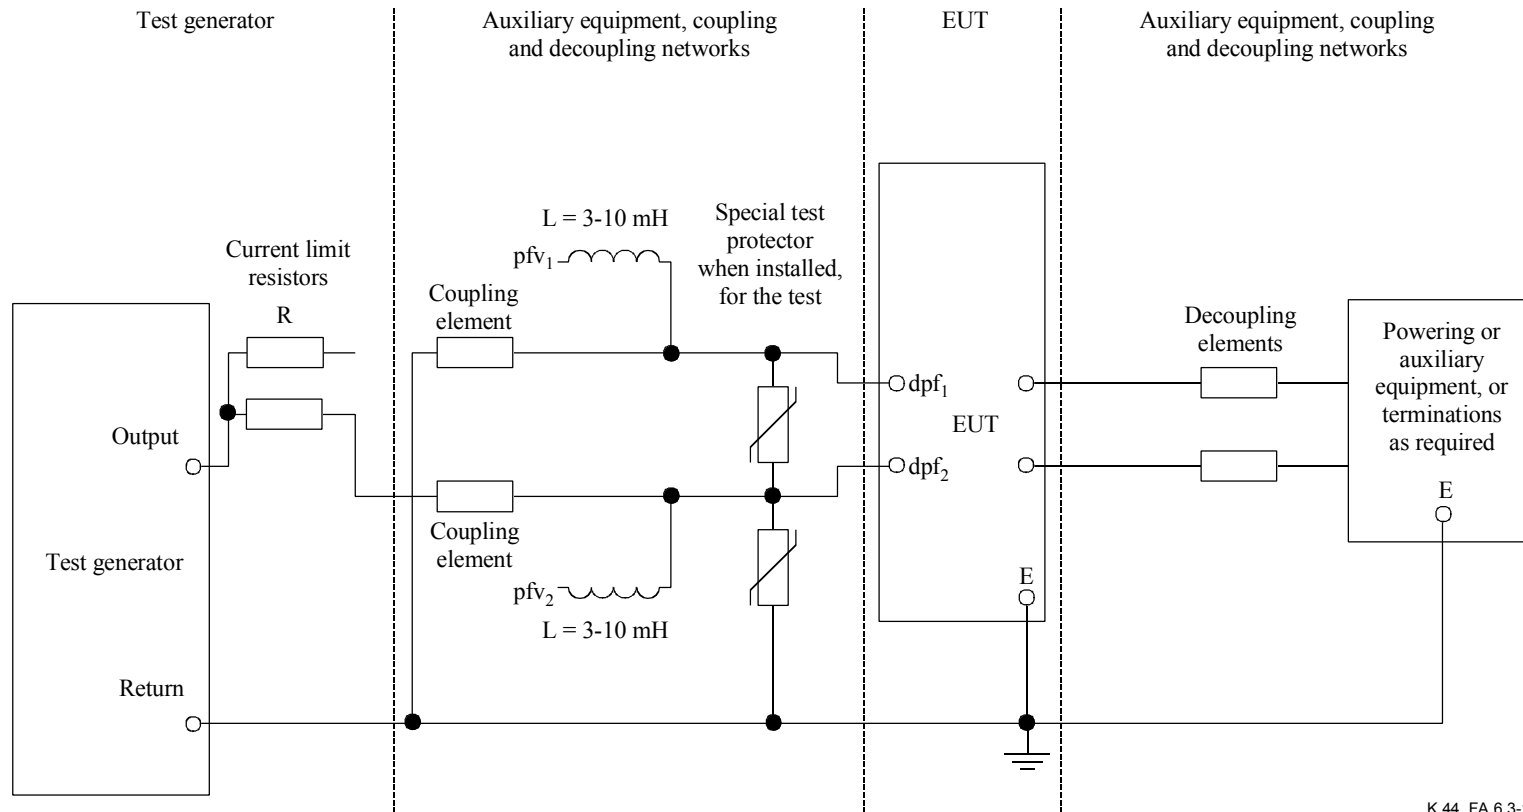 Test generator
Auxiliary equipment, coupling
and decoupling networks
EUT
Auxiliary equipment, coupling
and decoupling networks
Current limit
resistors
R
L = 3-10 mH
pfv1
Coupling
element
Special test
protector
when installed,
for the test
Output
Test generator
Return
Coupling
element
pfv2
L = 3-10 mH
dpf1
EUT
dpf2
E
Decoupling
elements
Powering or
auxiliary
equipment, or
terminations
as required
E